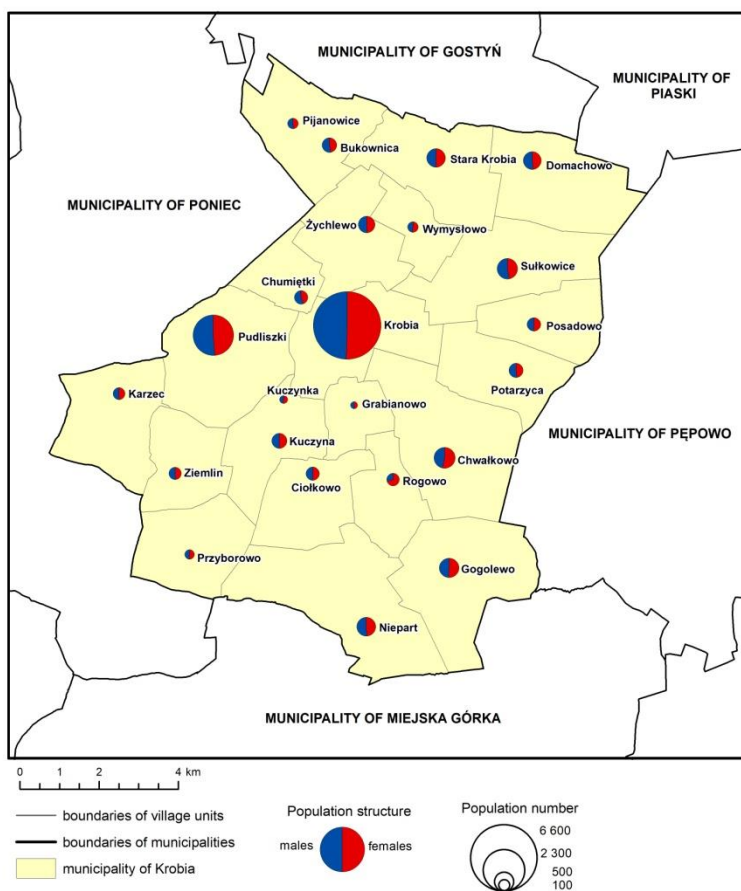 MUNICIPALITY OF GOSTYŃ
MUNICIPALITY OF
PIASKI
Pijanowice
Bukownica
Stara Krobia
Domachowo
MUNICIPALITY OF PONIEC
Żychlewo
Wymysłowo
Sułkowice
Chumiętki
Pudliszki
Krobia
Posadowo
Potarzyca
Karzec
Kuczynka
Grabianowo
MUNICIPALITY OF PĘPOWO
Kuczyna
Chwałkowo
Ziemlin
Ciołkowo
Rogowo
Przyborowo
Gogolewo
Niepart
MUNICIPALITY OF MIEJSKA GÓRKA
0 1 2 4 km
boundaries of village units
boundaries of municipalities
municipality of Krobia
Population structure
males
females
Population number
6 600
2 300
500
100